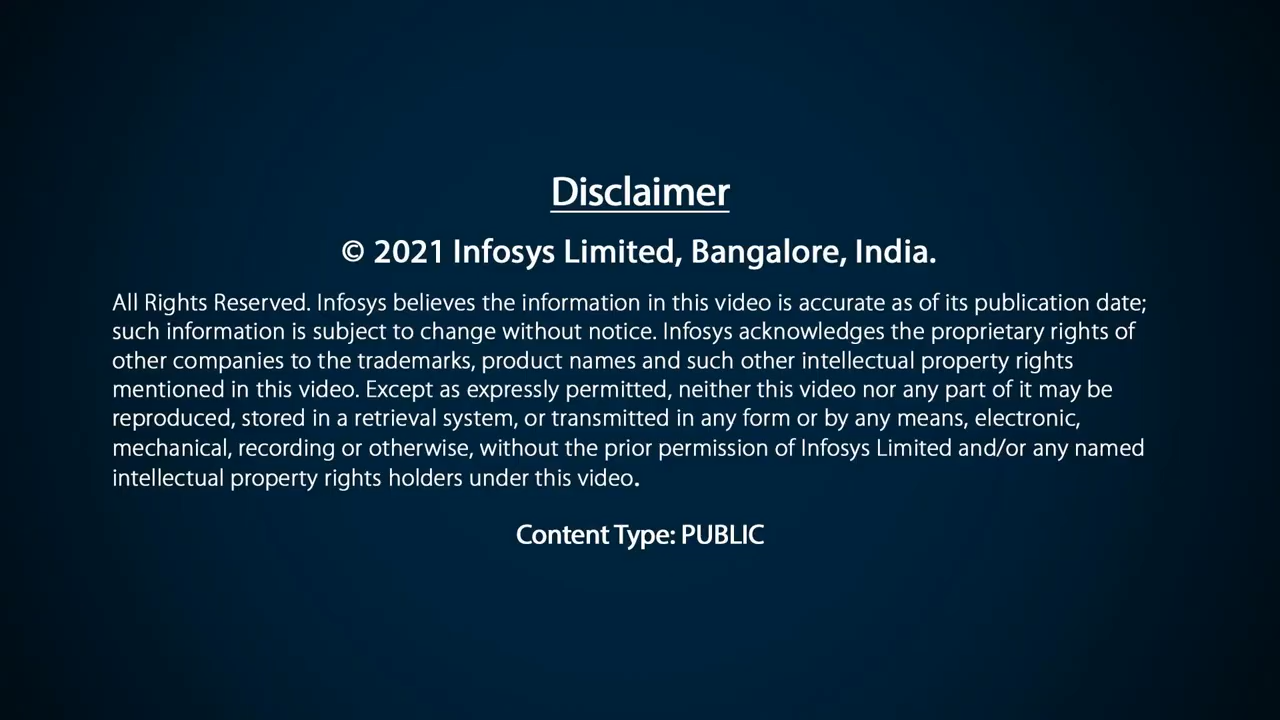 Disclaimer
© 2021 Infosys Limited, Bangalore, India.
All Rights Reserved. Infosys believes the information in this video is accurate as of its publication date;
such information is subject to change without notice. Infosys acknowledges the proprietary rights of
other companies to the trademarks, product names and such other intellectual property rights
mentioned in this video. Except as expressly permitted, neither this video nor any part of it may be
reproduced, stored in a retrieval system, or transmitted in any form or by any means, electronic,
mechanical, recording or otherwise, without the prior permission of Infosys Limited and/or any named
intellectual property rights holders under this video.
Content Type: PUBLIC